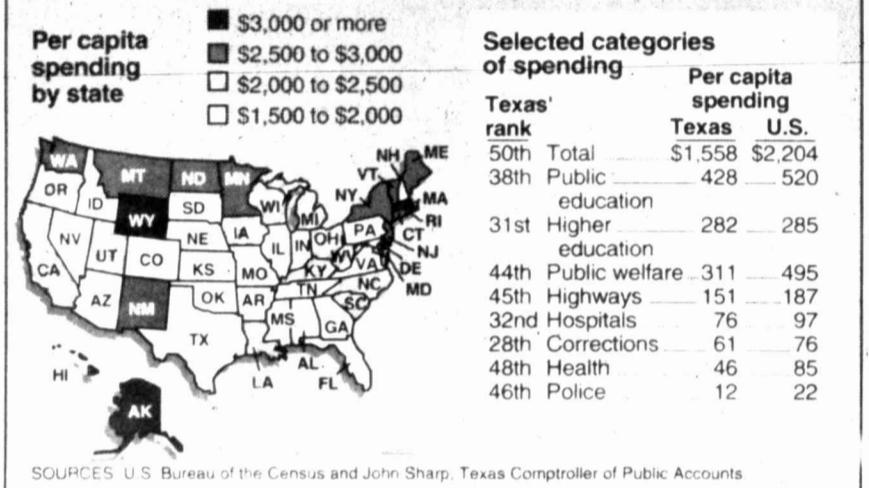 Per capita
spending
by state
$3,000 or more
$2,500 to $3,000
$2,000 to $2,500
$1,500 to $2,000
WA
MT
ND
MN
NH
ME
VT
OR
ID
WY
SD
WI
MI
NY
MA
RI
NV
UT
CO
NE
IA
IL
IN
OH
PA
CT
NJ
CA
KS
MO
KY
WV
VA
DE
MD
AZ
NM
OK
AR
TN
NC
SC
TX
MS
GA
LA
AL
FL
HI
AK
Selected categories
of spending
Per capita
spending
Texas'
rank
Texas U.S.
50th Total $1,558 $2,204
38th Public 428 520
education
31st Higher 282 285
education
44th Public welfare 311 495
45th Highways 151 187
32nd Hospitals 76 97
28th Corrections 61 76
48th Health 46 85
46th Police 12 22
SOURCES U.S. Bureau of the Census and John Sharp, Texas Comptroller of Public Accounts